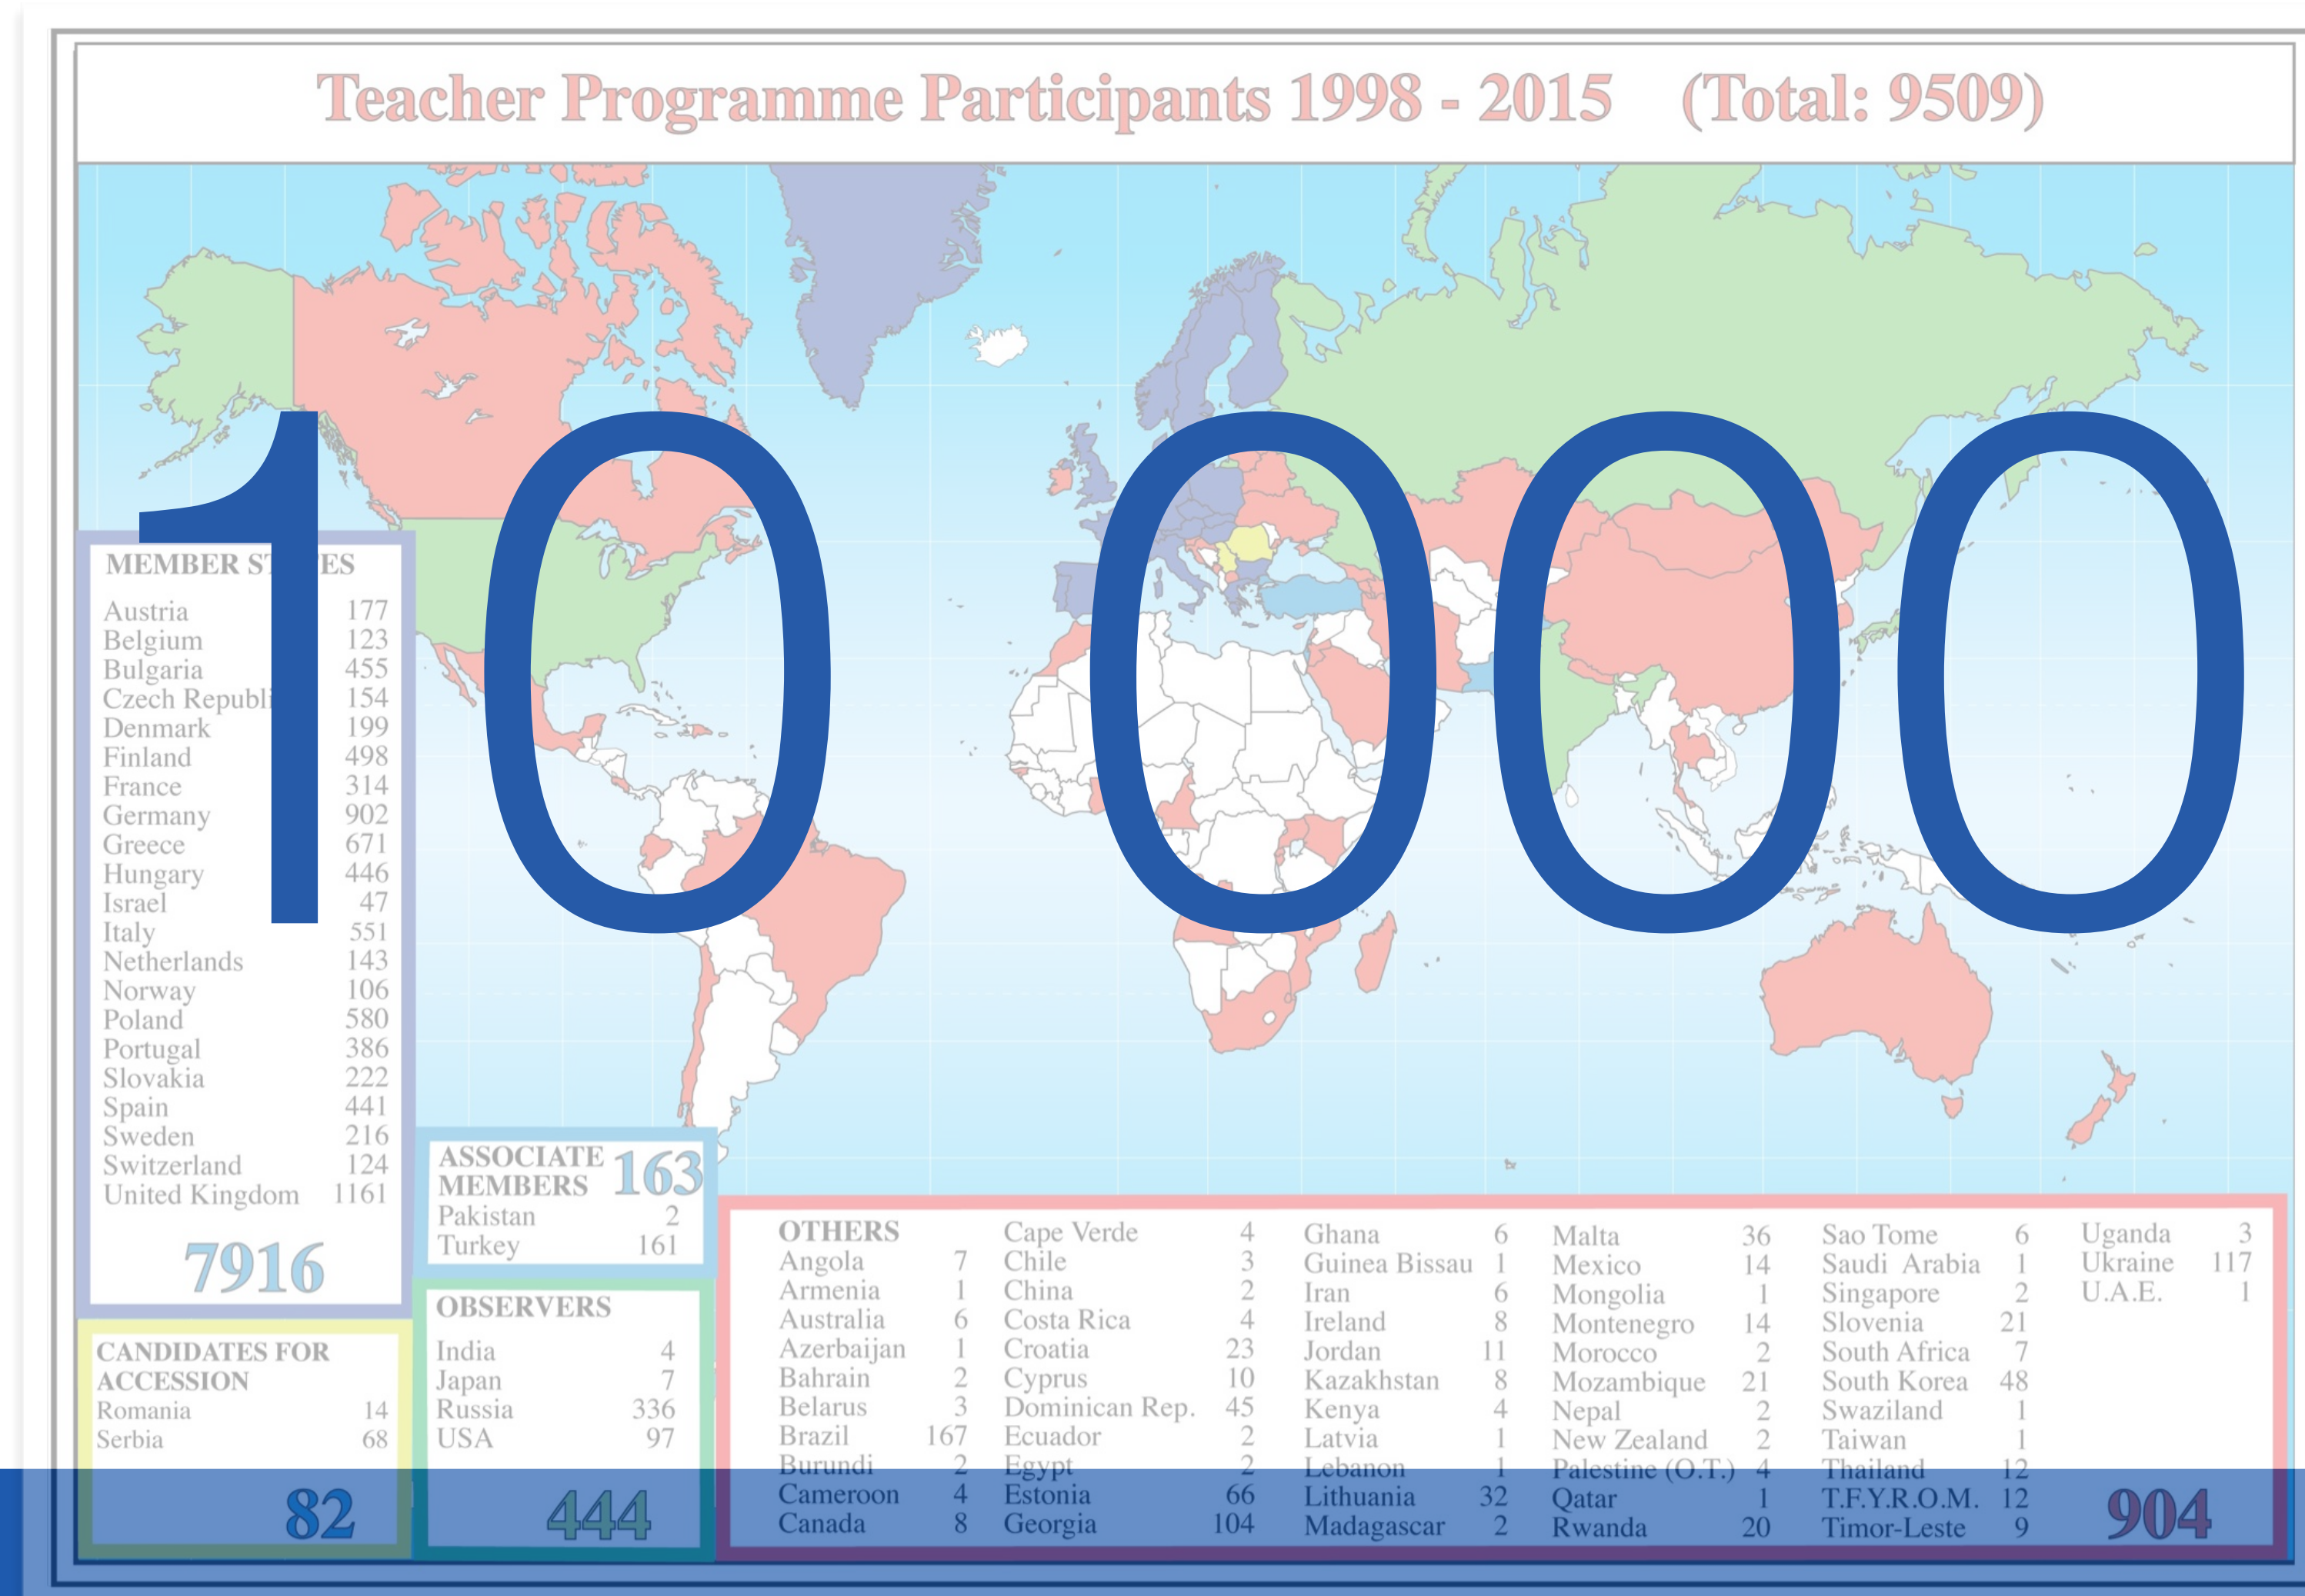 Teacher Programme Participants 1998 - 2015 (Total: 9509)
10 000
MEMBER STATES
Austria 177
Belgium 123
Bulgaria 455
Czech Republi 154
Denmark 199
Finland 498
France 314
Germany 902
Greece 671
Hungary 446
Israel 47
Italy 551
Netherlands 143
Norway 106
Poland 580
Portugal 386
Slovakia 222
Spain 441
Sweden 216
Switzerland 124
United Kingdom 1161
7916
CANDIDATES FOR
ACCESSION
Romania 14
Serbia 68
82
ASSOCIATE
MEMBERS 163
Pakistan 2
Turkey 161
OBSERVERS
India 4
Japan 7
Russia 336
USA 97
444
OTHERS
Angola 7
Armenia 1
Australia 6
Azerbaijan 1
Bahrain 2
Belarus 3
Brazil 167
Burundi 2
Cameroon 4
Canada 8
Cape Verde 4
Chile 3
China 2
Costa Rica 4
Croatia 23
Cyprus 10
Dominican Rep. 45
Ecuador 2
Egypt 2
Estonia 66
Georgia 104
Ghana 6
Guinea Bissau 1
Iran 6
Ireland 8
Jordan 11
Kazakhstan 8
Kenya 4
Latvia 1
Lebanon 1
Lithuania 32
Madagascar 2
Malta 36
Mexico 14
Mongolia 1
Montenegro 14
Morocco 2
Mozambique 21
Nepal 2
New Zealand 2
Palestine (O.T.) 4
Qatar 1
Rwanda 20
Sao Tome 6
Saudi Arabia 1
Singapore 2
Slovenia 21
South Africa 7
South Korea 48
Swaziland 1
Taiwan 1
Thailand 12
T.F.Y.R.O.M. 12
Timor-Leste 9
Uganda 3
Ukraine 117
U.A.E. 1
904